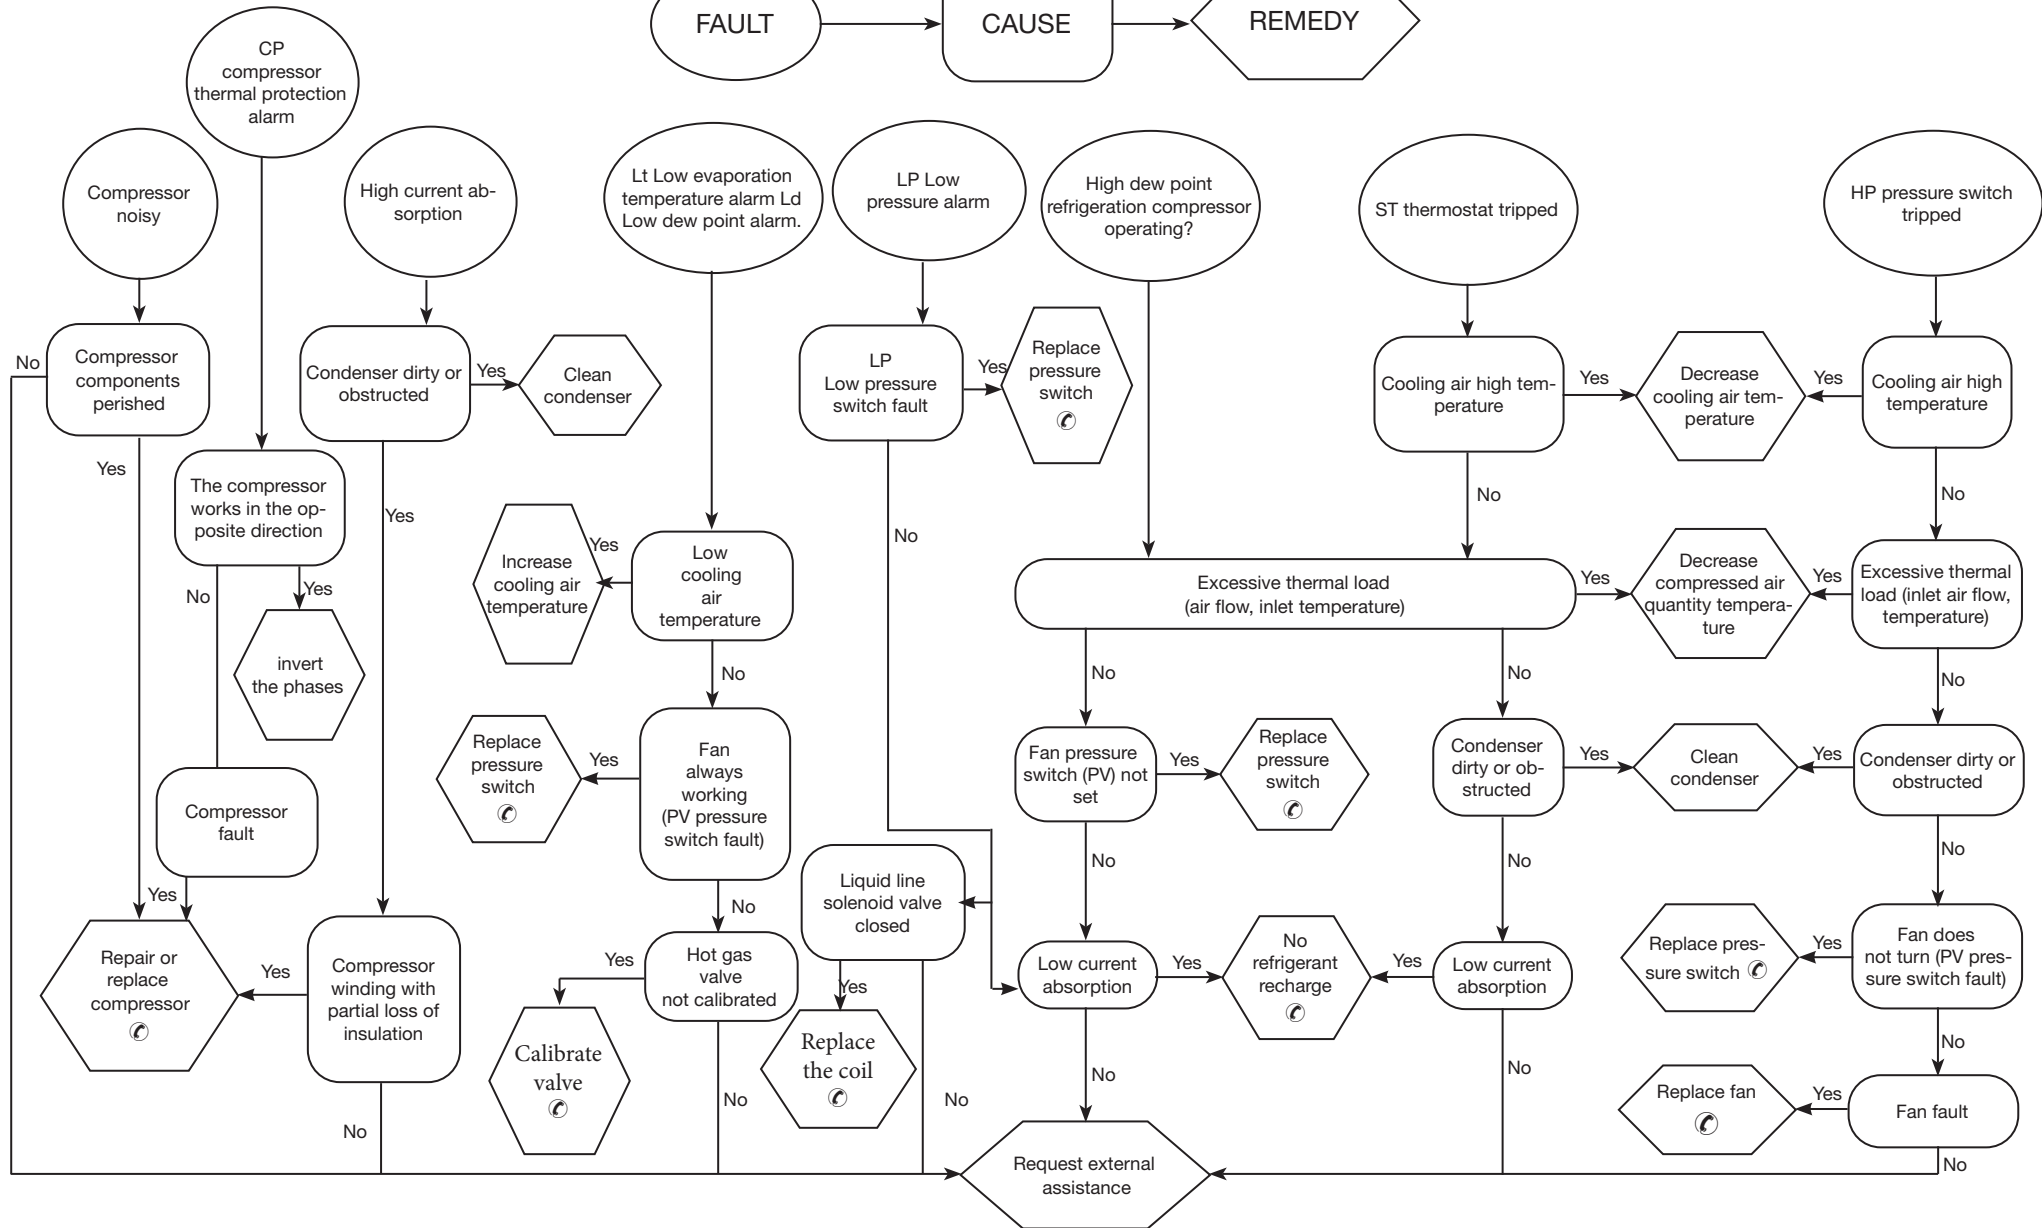 FAULT
CAUSE
REMEDY
CP
compressor
thermal protection
alarm
Compressor
noisy
High current ab-
sorption
Lt Low evaporation
temperature alarm Ld
Low dew point alarm.
LP Low
pressure alarm
High dew point
refrigeration compressor
operating?
ST thermostat tripped
HP pressure switch
tripped
No
Compressor
components
perished
Yes
Condenser dirty or
obstructed
Yes
Clean
condenser
Yes
LP
Low pressure
switch fault
Yes
Replace
pressure
switch
No
Cooling air high tem-
perature
Yes
No
Decrease
cooling air tem-
perature
Yes
Cooling air high
temperature
No
The compressor
works in the op-
posite direction
No
Yes
invert
the phases
Increase
cooling air
temperature
Yes
Low
cooling
air
temperature
No
Excessive thermal load
(air flow, inlet temperature)
Yes
Decrease
compressed air
quantity tempera-
ture
Yes
Excessive thermal
load (inlet air flow,
temperature)
No
No
No
Replace
pressure
switch
Yes
Fan
always
working
(PV pressure
switch fault)
No
Fan pressure
switch (PV) not
set
Yes
Replace
pressure
switch
No
Condenser
dirty or ob-
structed
Yes
Clean
condenser
Yes
Condenser dirty or
obstructed
No
No
Compressor
fault
Yes
Repair or
replace
compressor
Yes
Compressor
winding with
partial loss of
insulation
No
Yes
Hot gas
valve
not calibrated
No
Calibrate
valve
Liquid line
solenoid valve
closed
Yes
No
Replace
the coil
Low current
absorption
Yes
No
No
refrigerant
recharge
Yes
Low current
absorption
No
Replace pres-
sure switch
Yes
Fan does
not turn (PV pres-
sure switch fault)
No
Replace fan
Yes
Fan fault
No
Request external
assistance